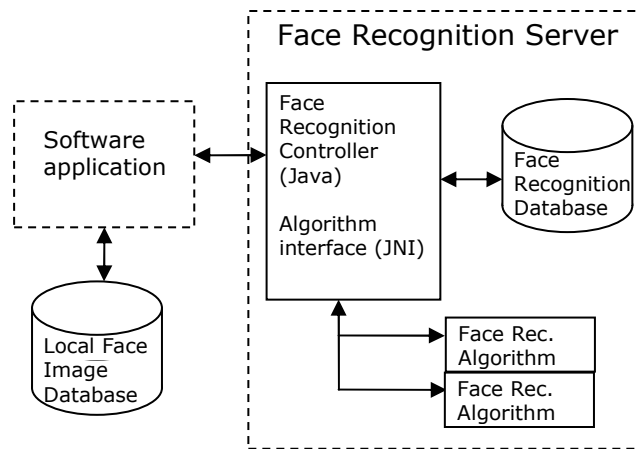 Face Recognition Server
Software
application
Face
Recognition
Controller
(Java)
Algorithm
interface (JNI)
Face
Recognition
Database
Local Face
Image
Database
Face Rec.
Algorithm
Face Rec.
Algorithm